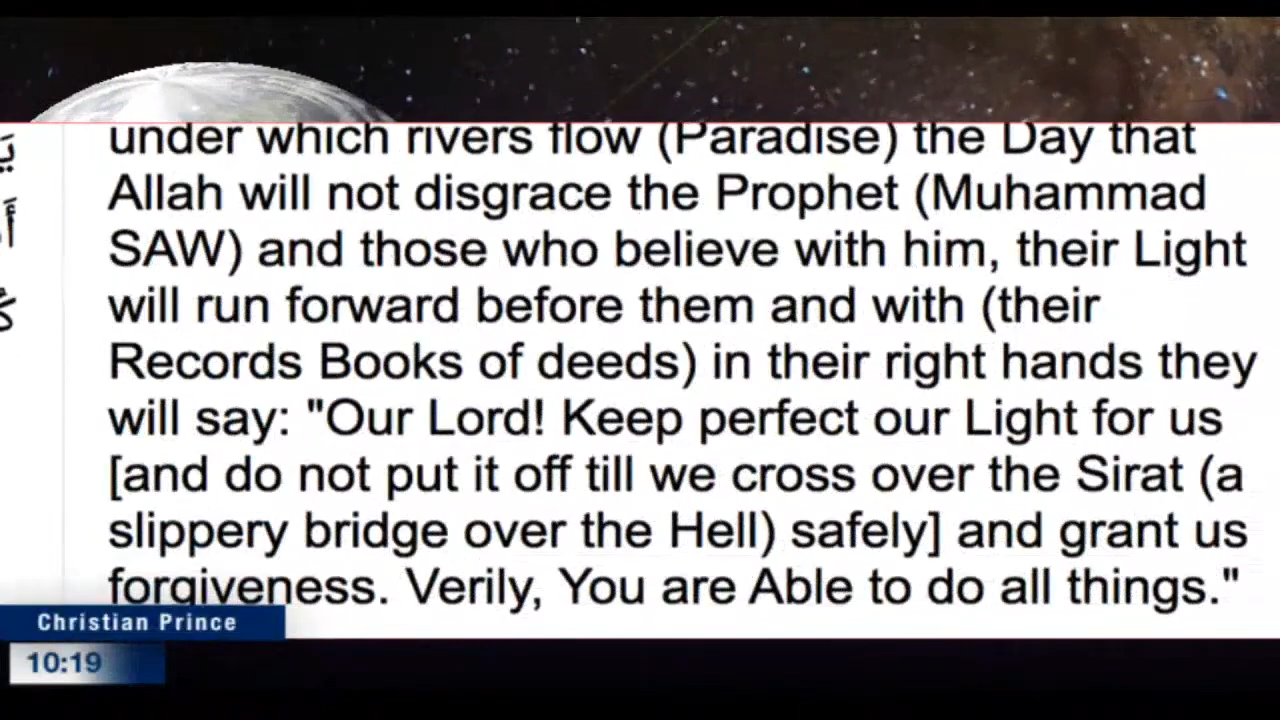 under which rivers flow (Paradise) the Day that
Allah will not disgrace the Prophet (Muhammad
SAW) and those who believe with him, their Light
will run forward before them and with (their
Records Books of deeds) in their right hands they
will say: "Our Lord! Keep perfect our Light for us
[and do not put it off till we cross over the Sirat (a
slippery bridge over the Hell) safely] and grant us
forgiveness. Verily, You are Able to do all things."
Christian Prince
10:19